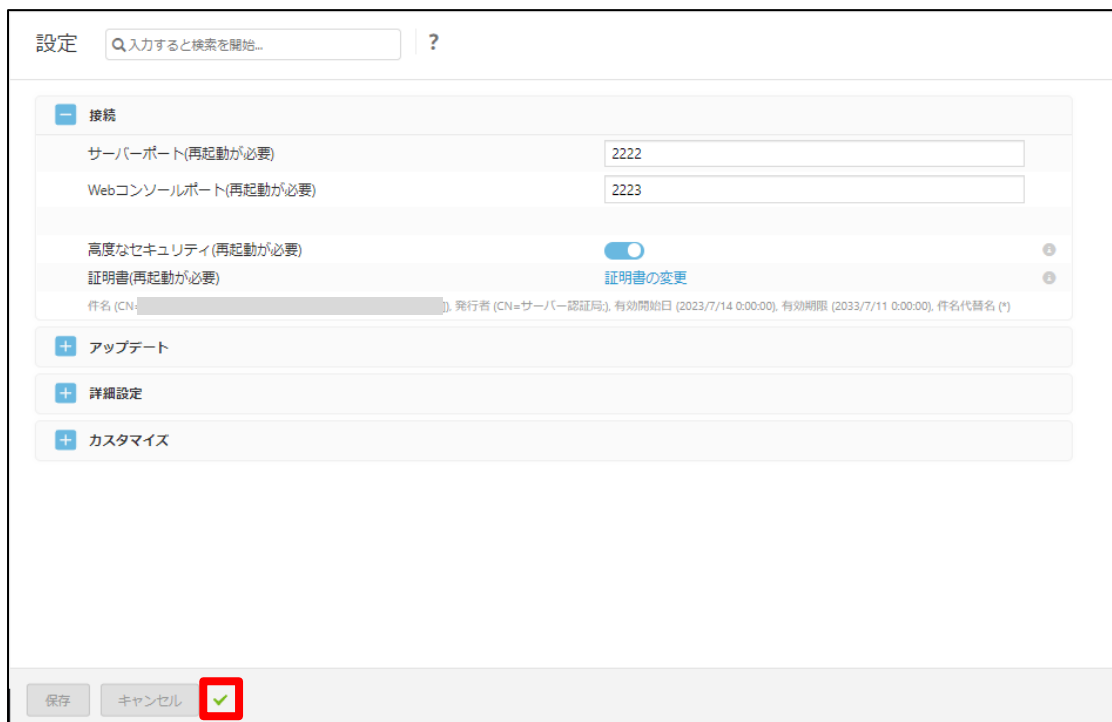 設定
入力すると検索を開始...
?
接続
サーバーポート(再起動が必要) 2222
Webコンソールポート(再起動が必要) 2223
高度なセキュリティ(再起動が必要)
証明書(再起動が必要) 証明書の変更
件名 (CN= ]), 発行者 (CN=サーバー認証局;), 有効開始日 (2023/7/14 0:00:00), 有効期限 (2033/7/11 0:00:00), 件名代替名 (*)
アップデート
詳細設定
カスタマイズ
保存 キャンセル